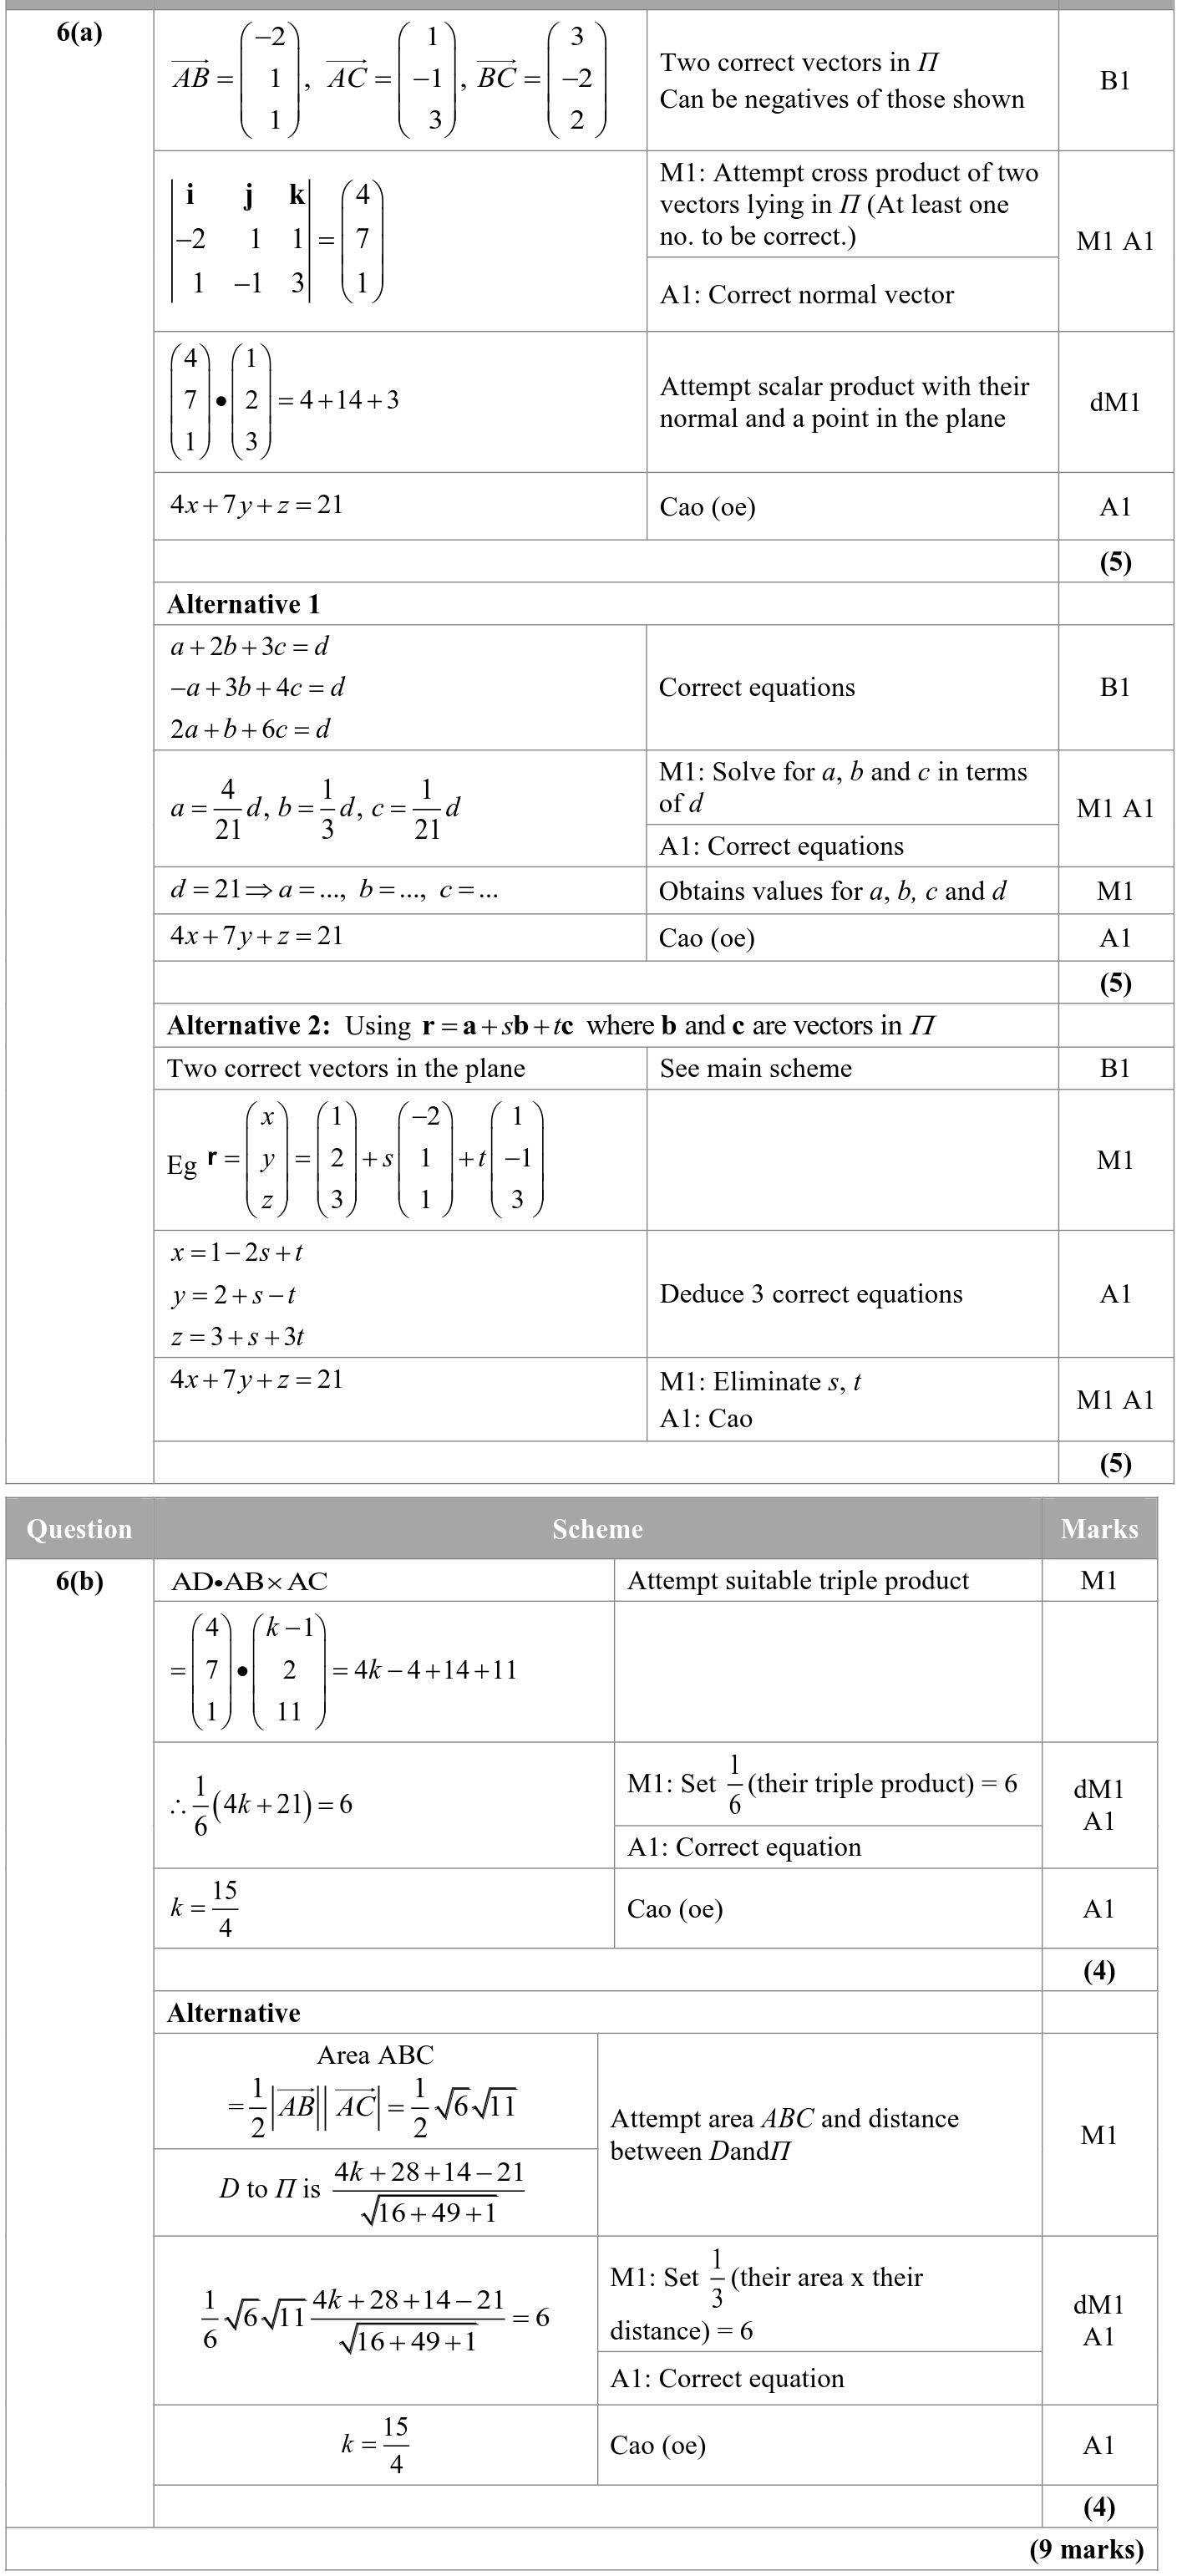 6(a)
$\overrightarrow{AB} = \begin{pmatrix} -2 \\ 1 \\ 1 \end{pmatrix}, \overrightarrow{AC} = \begin{pmatrix} 1 \\ -1 \\ 3 \end{pmatrix}, \overrightarrow{BC} = \begin{pmatrix} 3 \\ -2 \\ 2 \end{pmatrix}$
Two correct vectors in Π
Can be negatives of those shown
B1
$\begin{vmatrix} \mathbf{i} & \mathbf{j} & \mathbf{k} \\ -2 & 1 & 1 \\ 1 & -1 & 3 \end{vmatrix} = \begin{pmatrix} 4 \\ 7 \\ 1 \end{pmatrix}$
M1: Attempt cross product of two
vectors lying in Π (At least one
no. to be correct.)
A1: Correct normal vector
M1 A1
$\begin{pmatrix} 4 \\ 7 \\ 1 \end{pmatrix} \bullet \begin{pmatrix} 1 \\ 2 \\ 3 \end{pmatrix} = 4+14+3$
Attempt scalar product with their
normal and a point in the plane
dM1
$4x+7y+z=21$
Cao (oe)
A1
(5)
Alternative 1
$a+2b+3c=d$
$-a+3b+4c=d$
$2a+b+6c=d$
Correct equations
B1
$a=\frac{4}{21}d, b=\frac{1}{3}d, c=\frac{1}{21}d$
M1: Solve for a, b and c in terms
of d
A1: Correct equations
M1 A1
$d=21 \Rightarrow a=..., b=..., c=...$
Obtains values for a, b, c and d
M1
$4x+7y+z=21$
Cao (oe)
A1
(5)
Alternative 2: Using r = a + sb + tc where b and c are vectors in Π
Two correct vectors in the plane
See main scheme
B1
Eg $\mathbf{r} = \begin{pmatrix} x \\ y \\ z \end{pmatrix} = \begin{pmatrix} 1 \\ 2 \\ 3 \end{pmatrix} + s\begin{pmatrix} -2 \\ 1 \\ 1 \end{pmatrix} + t\begin{pmatrix} 1 \\ -1 \\ 3 \end{pmatrix}$
M1
$x=1-2s+t$
$y=2+s-t$
$z=3+s+3t$
Deduce 3 correct equations
A1
$4x+7y+z=21$
M1: Eliminate s, t
A1: Cao
M1 A1
(5)
Question Scheme Marks
6(b)
AD•AB×AC
Attempt suitable triple product
M1
$= \begin{pmatrix} 4 \\ 7 \\ 1 \end{pmatrix} \bullet \begin{pmatrix} k-1 \\ 2 \\ 11 \end{pmatrix} = 4k-4+14+11$
$\therefore \frac{1}{6}(4k+21)=6$
M1: Set $\frac{1}{6}$(their triple product) = 6
A1: Correct equation
dM1
A1
$k=\frac{15}{4}$
Cao (oe)
A1
(4)
Alternative
Area ABC
$=\frac{1}{2}|\overrightarrow{AB}||\overrightarrow{AC}|=\frac{1}{2}\sqrt{6}\sqrt{11}$
D to Π is $\frac{4k+28+14-21}{\sqrt{16+49+1}}$
Attempt area ABC and distance
between DandΠ
M1
$\frac{1}{6}\sqrt{6}\sqrt{11}\frac{4k+28+14-21}{\sqrt{16+49+1}}=6$
M1: Set $\frac{1}{3}$(their area x their
distance) = 6
A1: Correct equation
dM1
A1
$k=\frac{15}{4}$
Cao (oe)
A1
(4)
(9 marks)